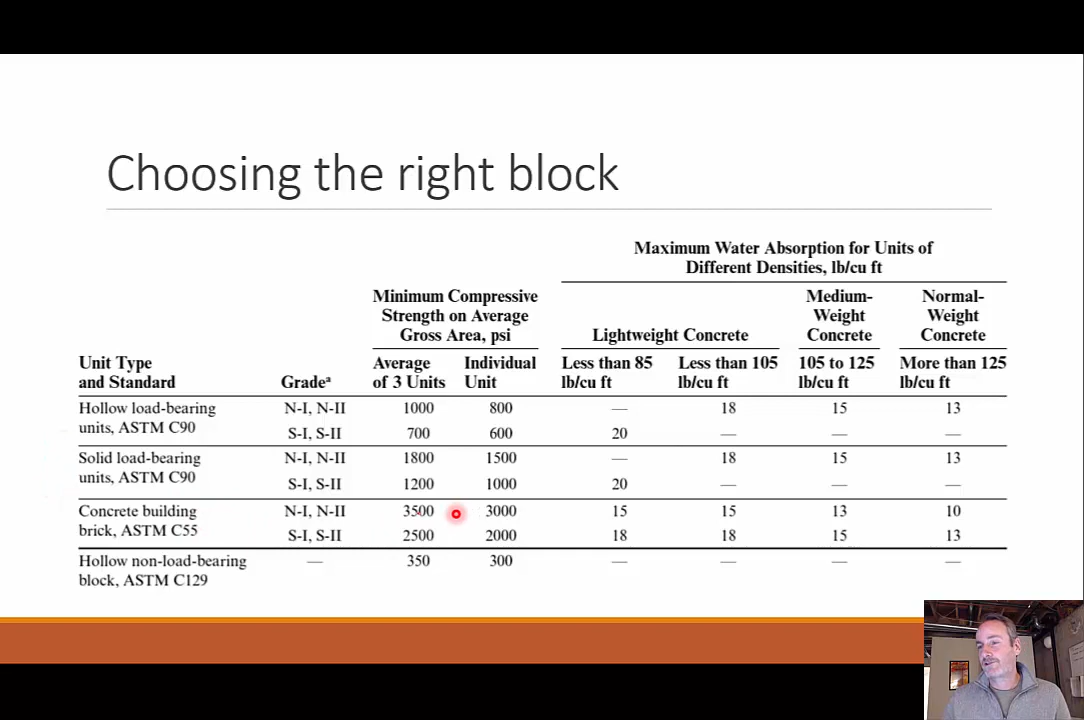 Choosing the right block
Maximum Water Absorption for Units of
Different Densities, lb/cu ft
Minimum Compressive
Strength on Average
Gross Area, psi
Lightweight Concrete
Medium-
Weight
Concrete
Normal-
Weight
Concrete
Unit Type
and Standard
Gradeᵃ
Average
of 3 Units
Individual
Unit
Less than 85
lb/cu ft
Less than 105
lb/cu ft
105 to 125
lb/cu ft
More than 125
lb/cu ft
Hollow load-bearing
units, ASTM C90
N-I, N-II 1000 800 — 18 15 13
S-I, S-II 700 600 20 — — —
Solid load-bearing
units, ASTM C90
N-I, N-II 1800 1500 — 18 15 13
S-I, S-II 1200 1000 20 — — —
Concrete building
brick, ASTM C55
N-I, N-II 3500 3000 15 15 13 10
S-I, S-II 2500 2000 18 18 15 13
Hollow non-load-bearing
block, ASTM C129
— 350 300 — — — —